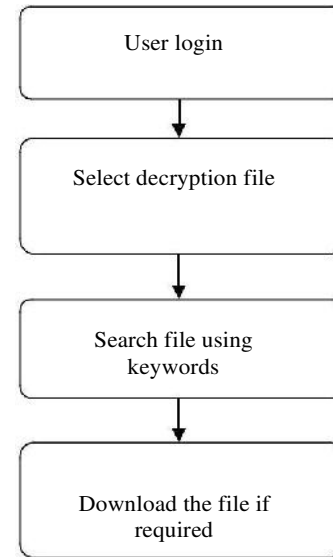 User login
Select decryption file
Search file using
keywords
Download the file if
required